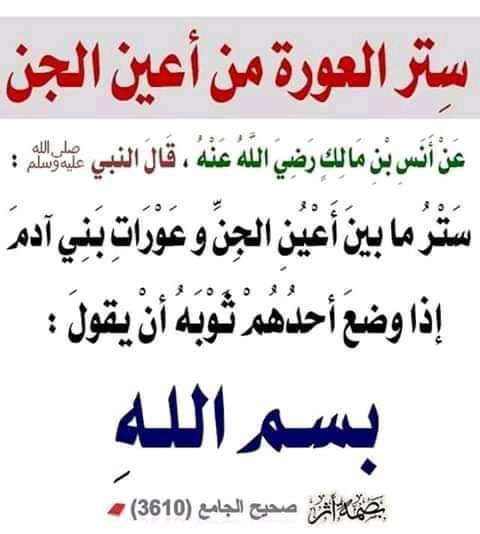 سِتر العورة من أعين الجن
عَنْ أَنَسِ بْنِ مَالِكٍ رَضِيَ اللَّهُ عَنْهُ ، قَالَ النبي ﷺ :
سَتْرُ ما بينَ أَعْيُنِ الجِنِّ و عَوْرَاتِ بَنِي آدمَ
إذا وضعَ أحدُهُمْ ثَوْبَهُ أنْ يقولَ :
بسم اللهِ
بصمة أثر صحيح الجامع (3610)